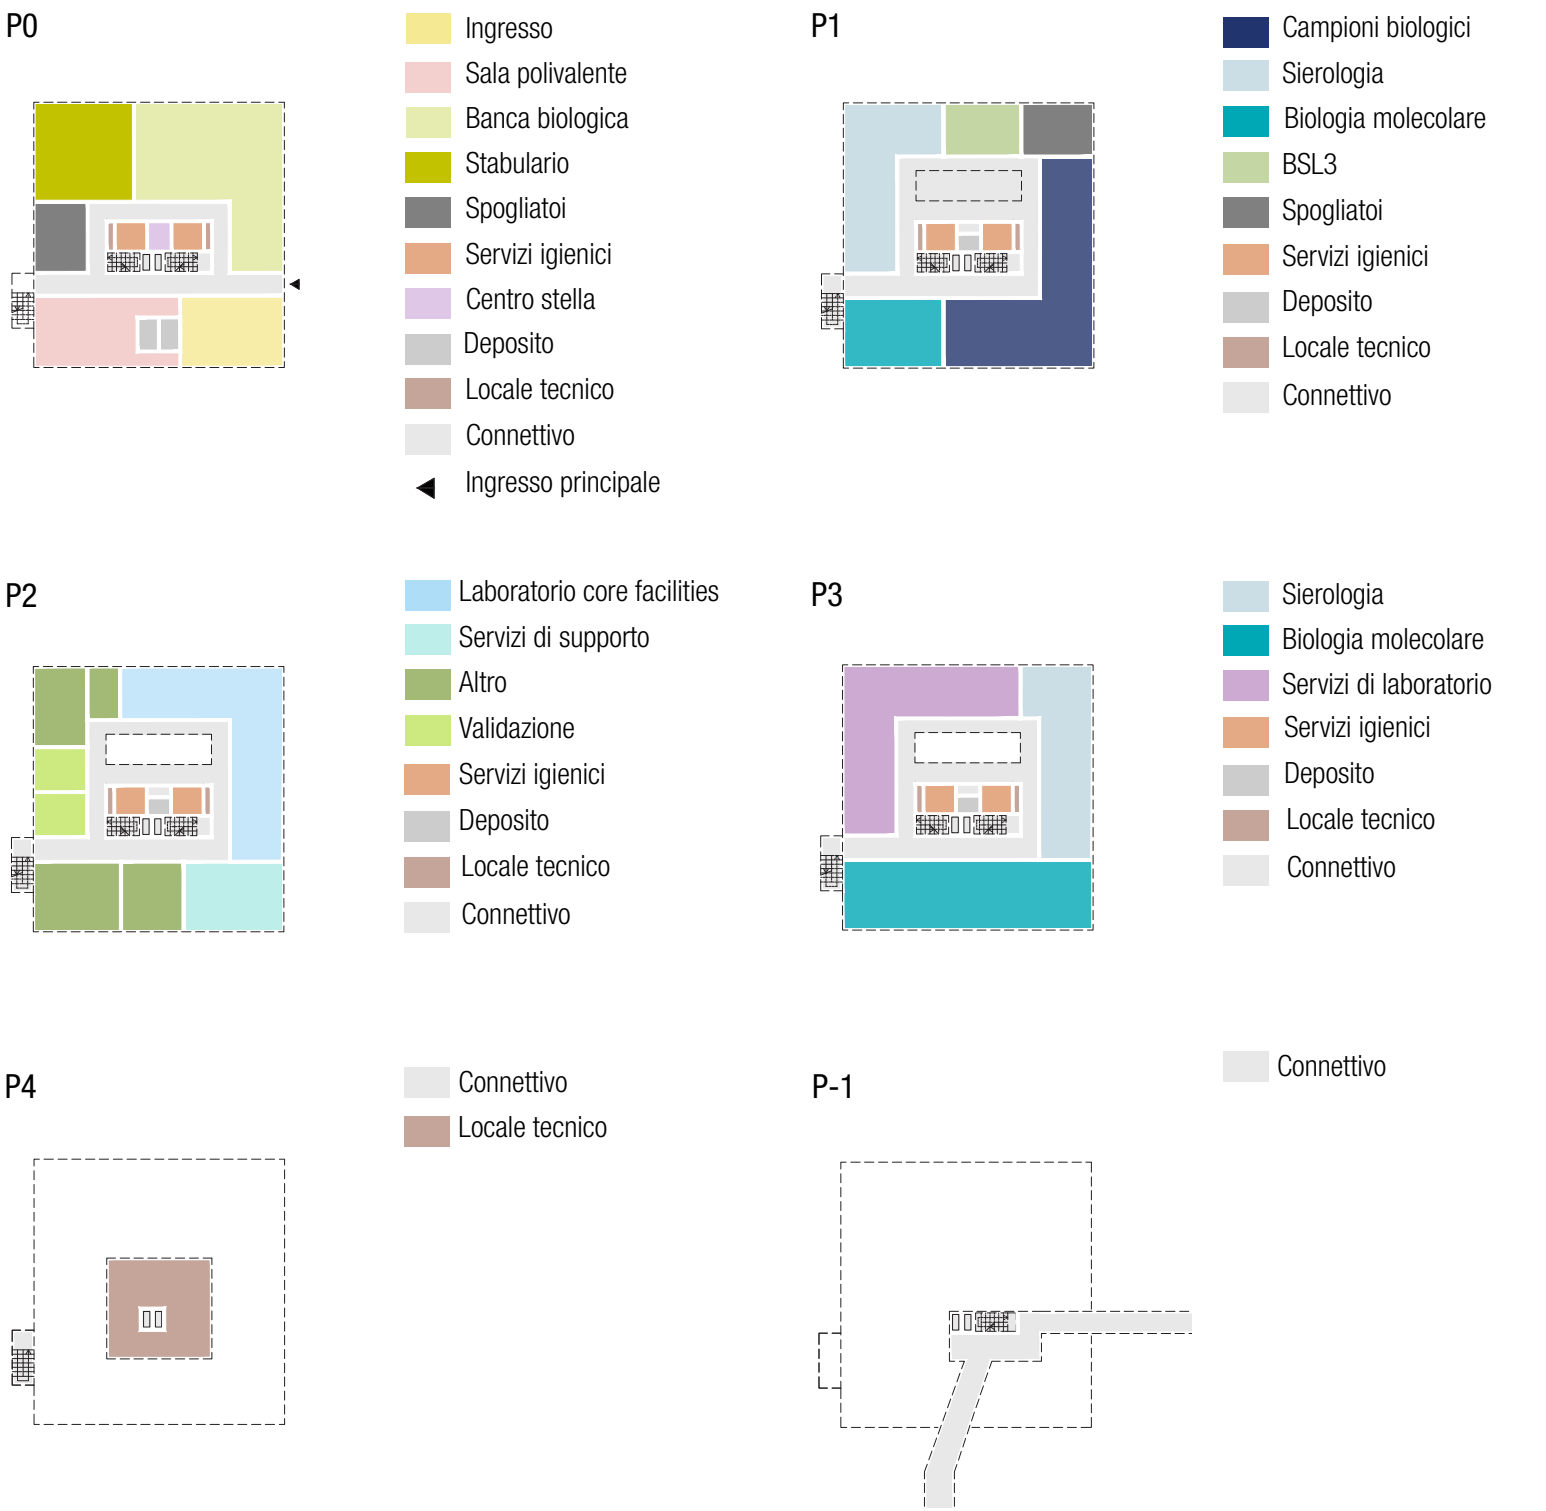 P0
Ingresso
Sala polivalente
Banca biologica
Stabulario
Spogliatoi
Servizi igienici
Centro stella
Deposito
Locale tecnico
Connettivo
Ingresso principale
P1
Campioni biologici
Sierologia
Biologia molecolare
BSL3
Spogliatoi
Servizi igienici
Deposito
Locale tecnico
Connettivo
P2
Laboratorio core facilities
Servizi di supporto
Altro
Validazione
Servizi igienici
Deposito
Locale tecnico
Connettivo
P3
Sierologia
Biologia molecolare
Servizi di laboratorio
Servizi igienici
Deposito
Locale tecnico
Connettivo
P4
Connettivo
Locale tecnico
P-1
Connettivo